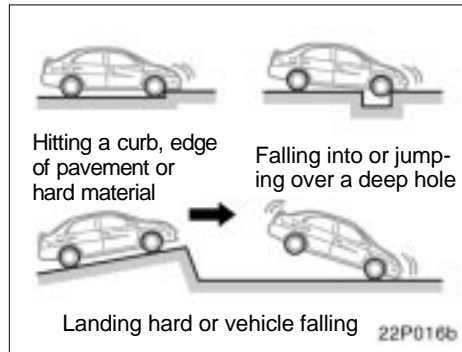 Hitting a curb, edge
of pavement or
hard material
Falling into or jump-
ing over a deep hole
Landing hard or vehicle falling
22P016b